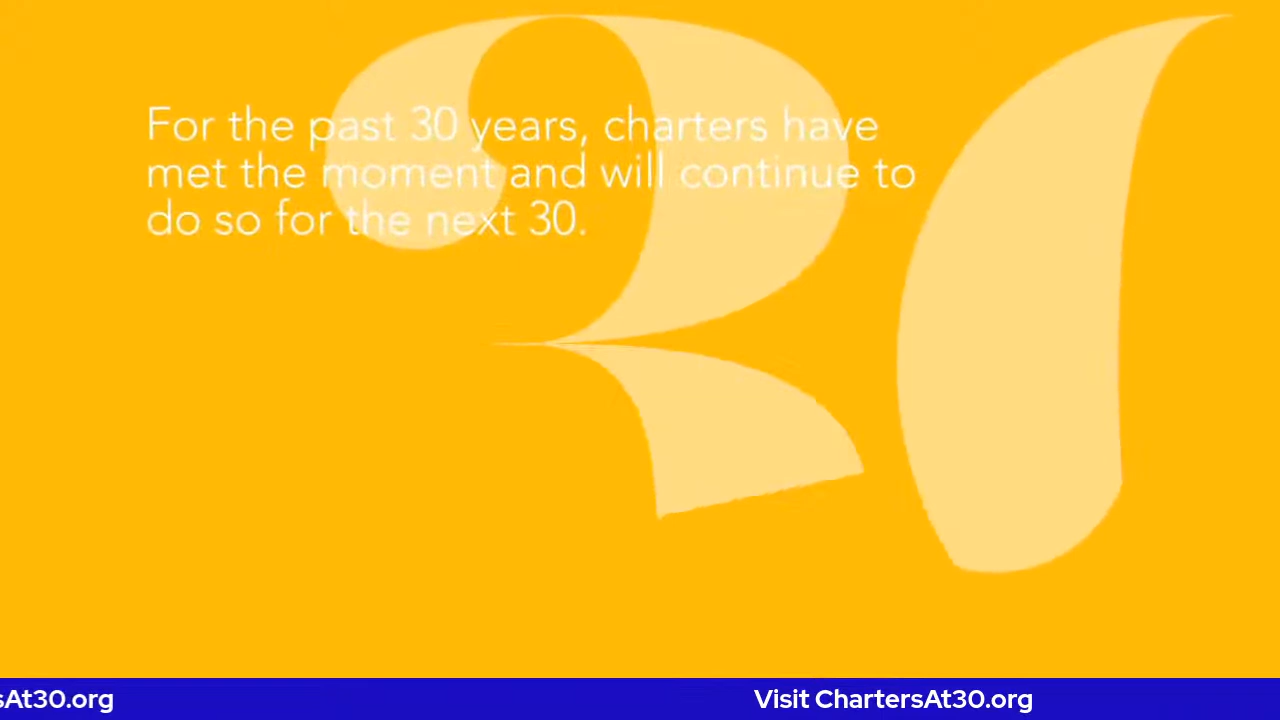 For the past 30 years, charters have
met the moment and will continue to
do so for the next 30.
sAt30.org
Visit ChartersAt30.org